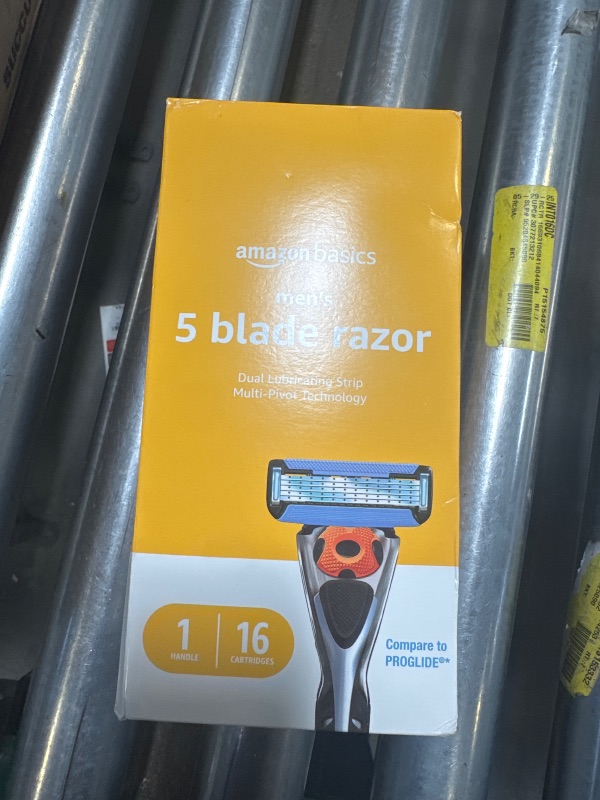 amazon basics
men's
5 blade razor
Dual Lubricating Strip
Multi-Pivot Technology
1
HANDLE
16
CARTRIDGES
Compare to
PROGLIDE®*
PT5154875